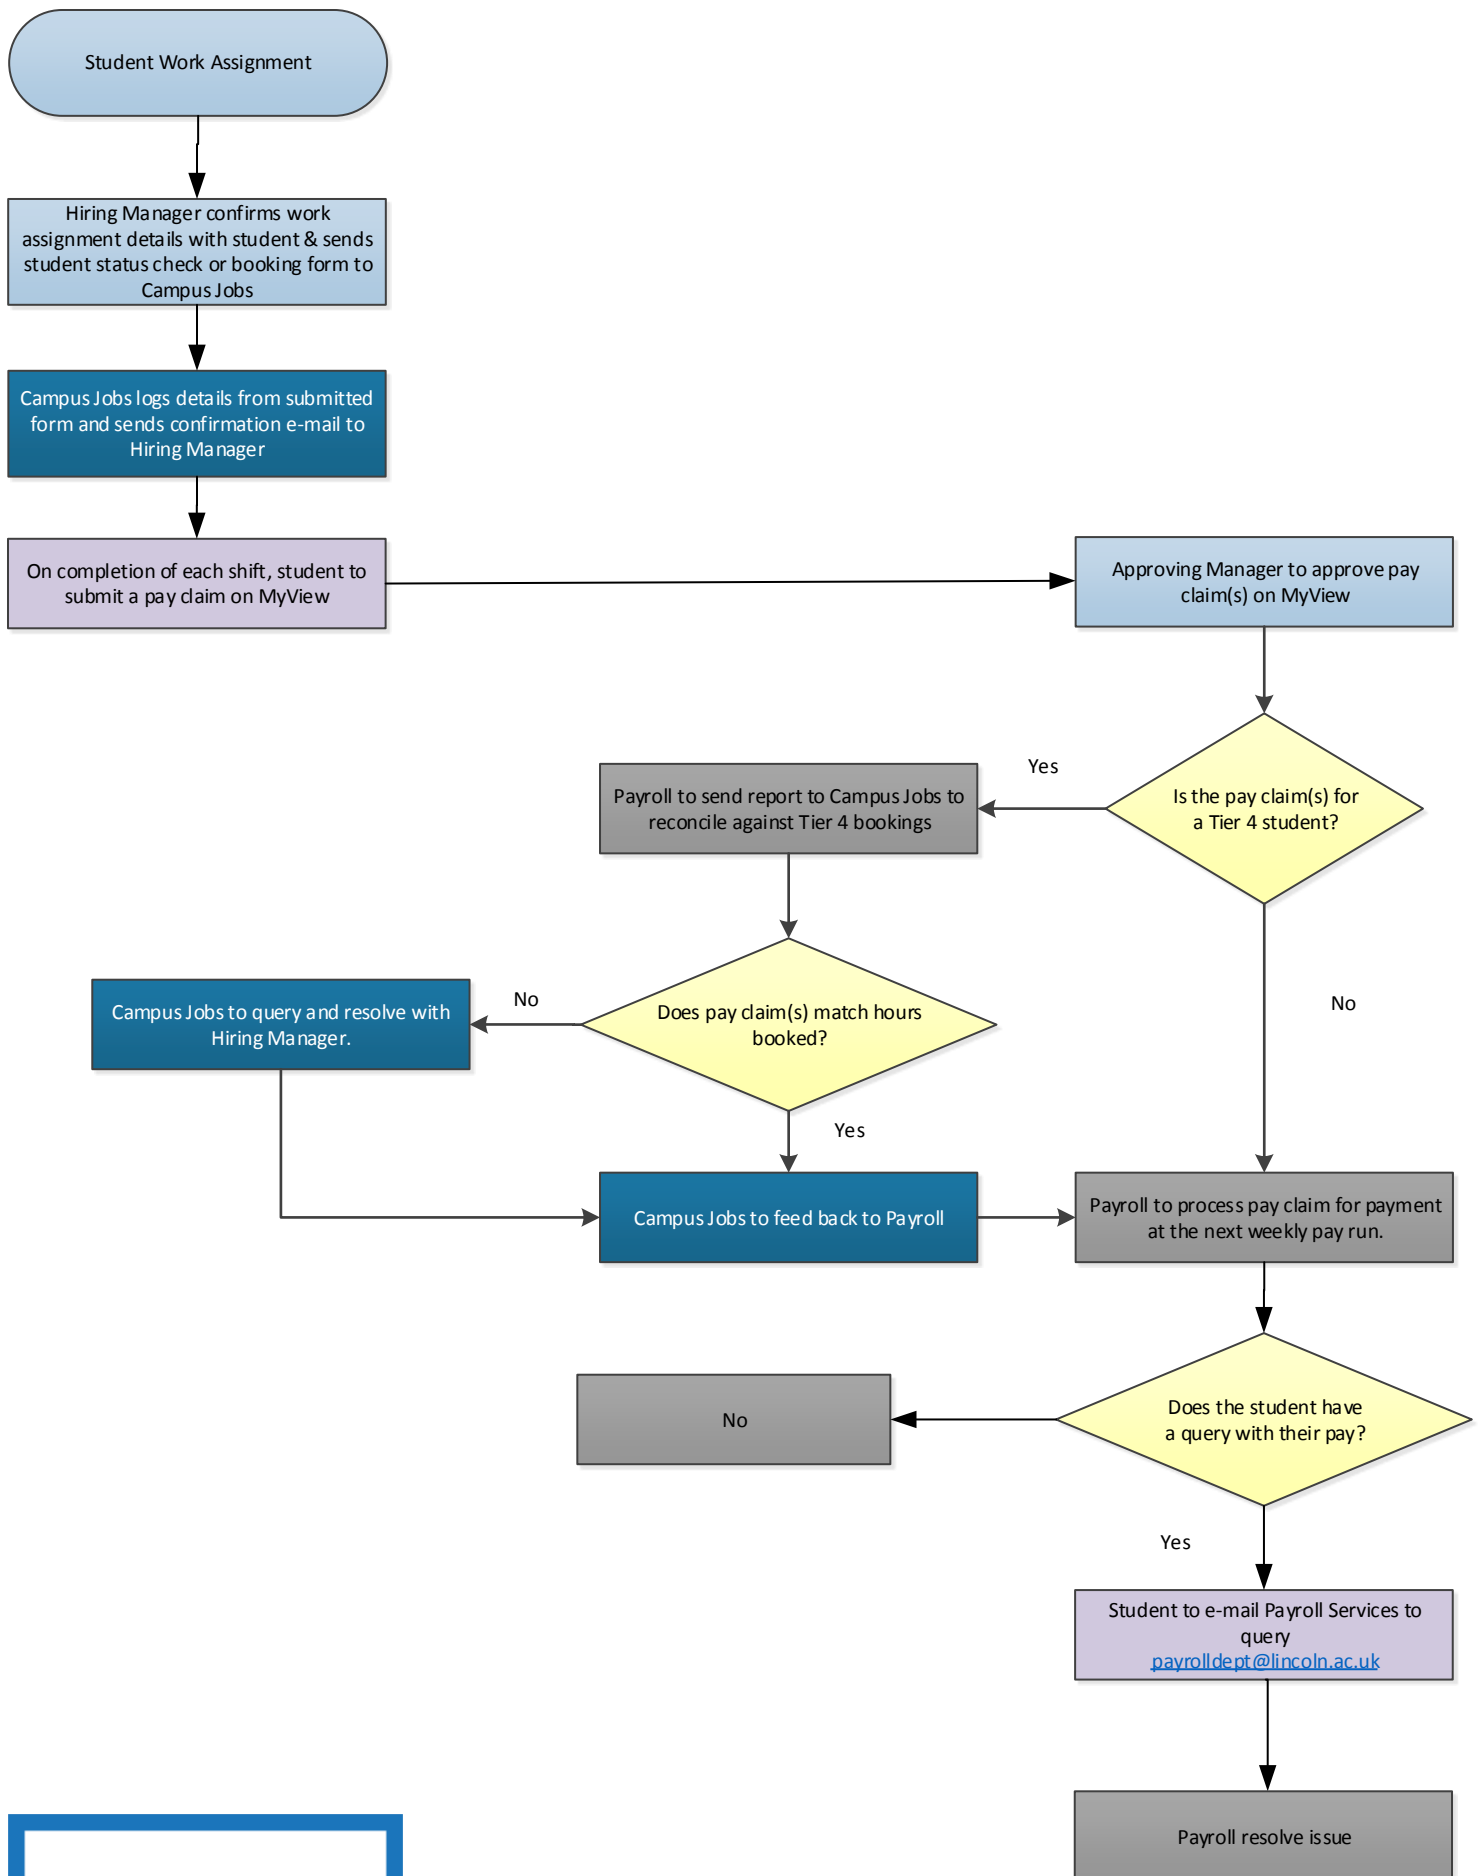 Student Work Assignment
Hiring Manager confirms work
assignment details with student & sends
student status check or booking form to
Campus Jobs
Campus Jobs logs details from submitted
form and sends confirmation e-mail to
Hiring Manager
On completion of each shift, student to
submit a pay claim on MyView
Approving Manager to approve pay
claim(s) on MyView
Is the pay claim(s) for
a Tier 4 student?
Yes
Payroll to send report to Campus Jobs to
reconcile against Tier 4 bookings
Does pay claim(s) match hours
booked?
No
Campus Jobs to query and resolve with
Hiring Manager.
No
Yes
Campus Jobs to feed back to Payroll
Payroll to process pay claim for payment
at the next weekly pay run.
Does the student have
a query with their pay?
No
Yes
Student to e-mail Payroll Services to
query
payrolldept@lincoln.ac.uk
Payroll resolve issue